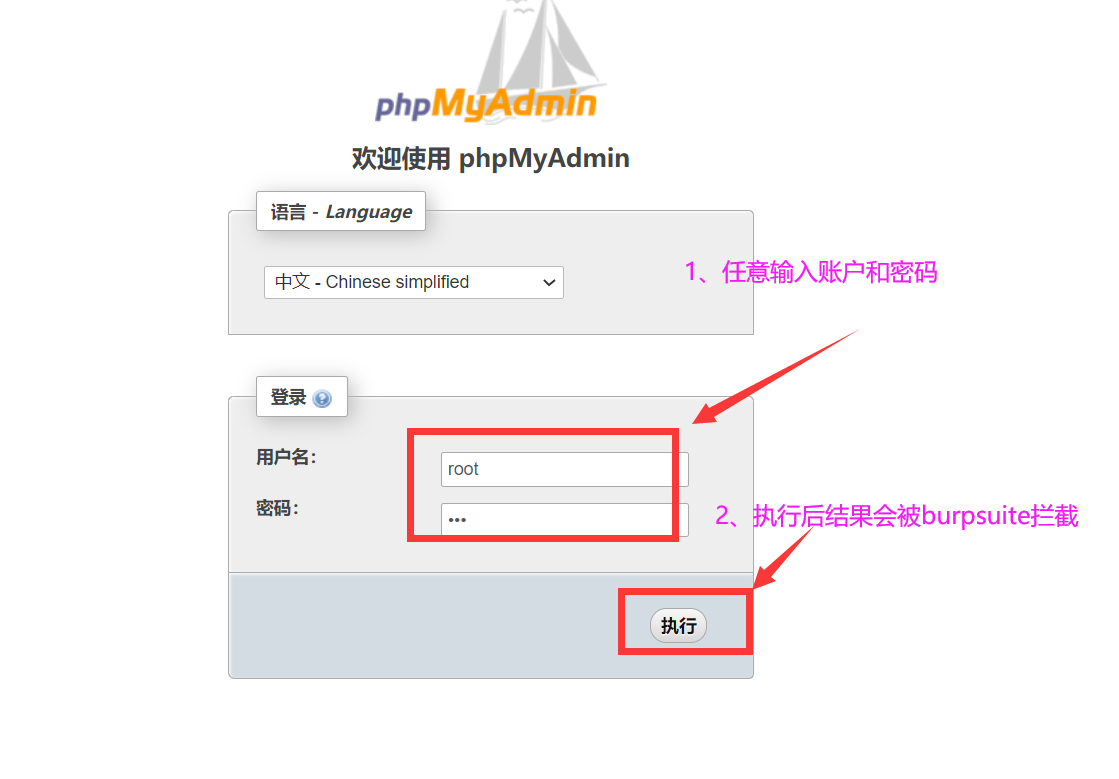 phpMyAdmin
欢迎使用 phpMyAdmin
语言 - Language
中文 - Chinese simplified
1、任意输入账户和密码
登录
用户名:
root
密码:
•••
2、执行后结果会被burpsuite拦截
执行